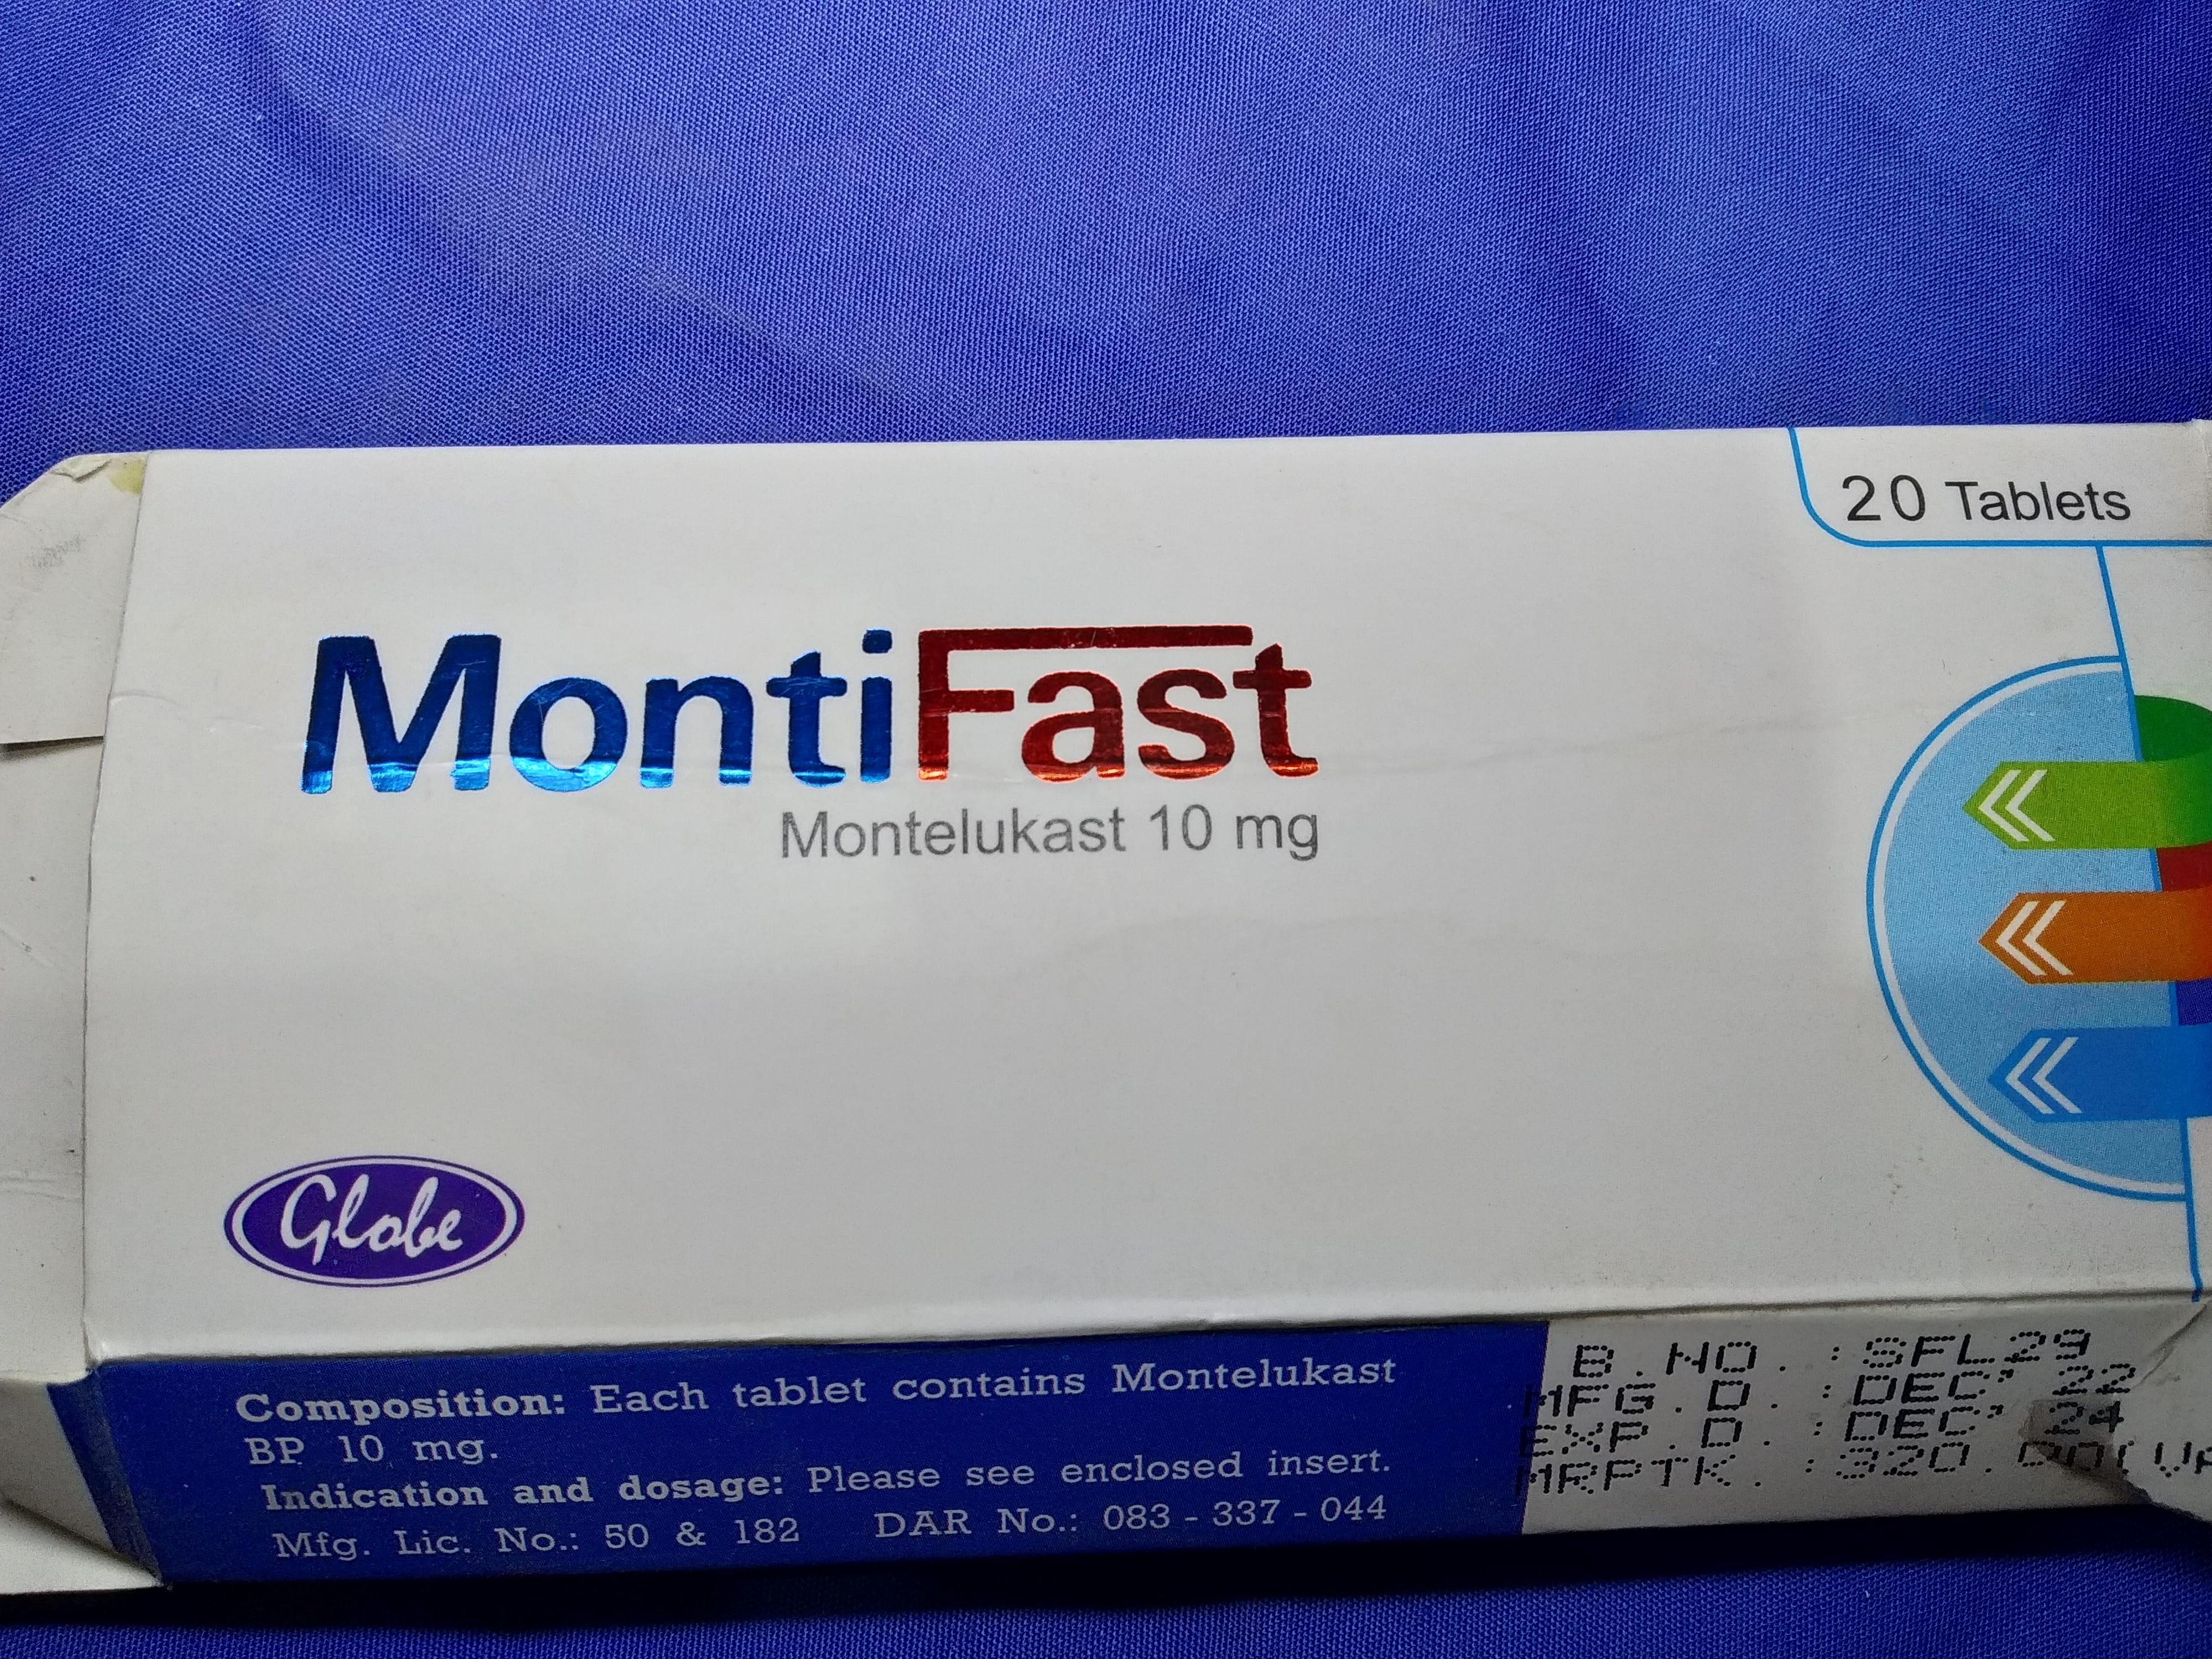 20 Tablets
MontiFast
Montelukast 10 mg
Globe
Composition: Each tablet contains Montelukast
BP 10 mg.
Indication and dosage: Please see enclosed insert.
Mfg. Lic. No.: 50 & 182 DAR No.: 083 - 337 - 044
B.NO. :SFL29
MFG.D. :DEC' 22
EXP.D. :DEC' 24
MRPTK. :320.00